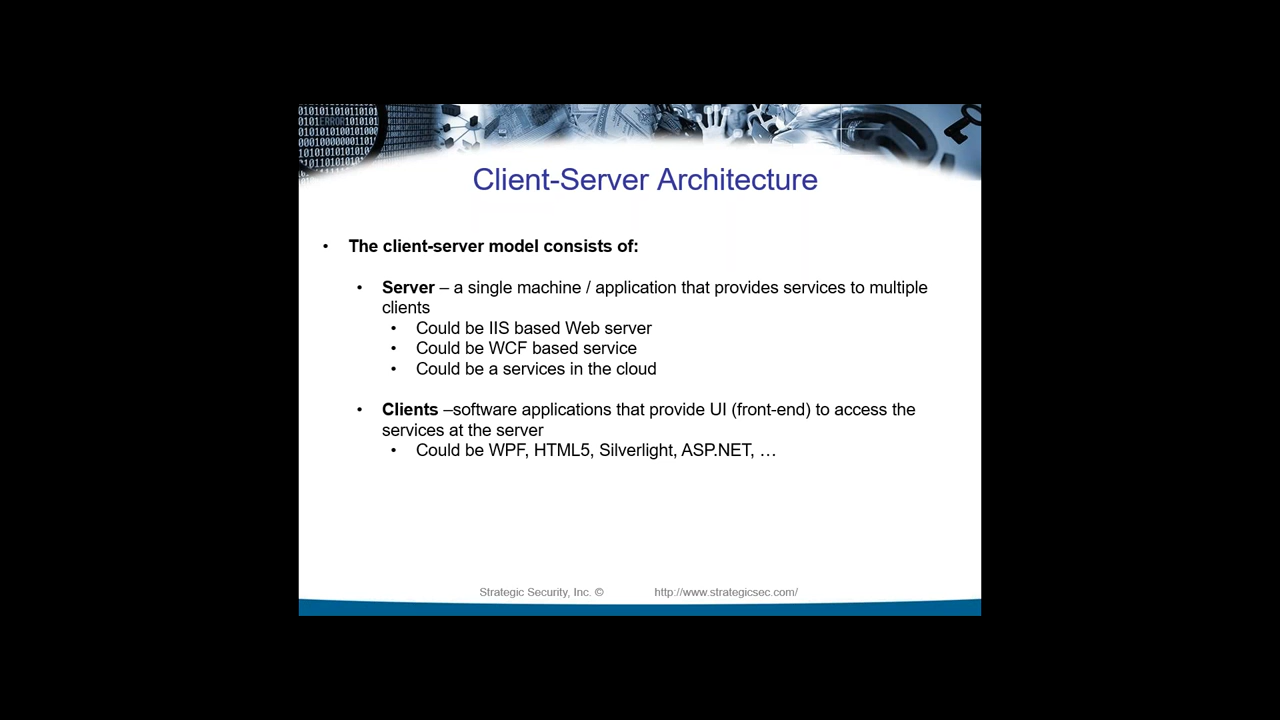 Client-Server Architecture
• The client-server model consists of:
• Server – a single machine / application that provides services to multiple
clients
• Could be IIS based Web server
• Could be WCF based service
• Could be a services in the cloud
• Clients –software applications that provide UI (front-end) to access the
services at the server
• Could be WPF, HTML5, Silverlight, ASP.NET, …
Strategic Security, Inc. © http://www.strategicsec.com/